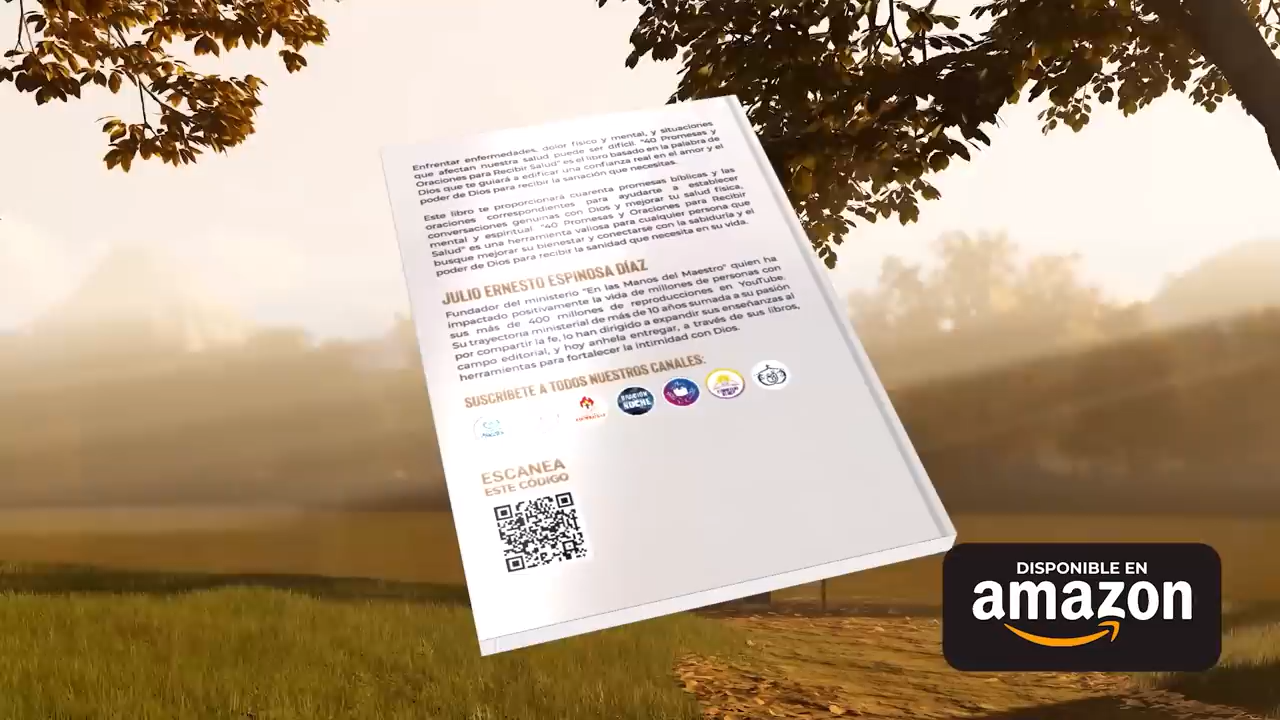 Enfrentar enfermedades, dolor físico y mental, y situaciones
que afectan nuestra salud puede ser difícil. "40 Promesas y
Oraciones para Recibir Salud" es el libro basado en la palabra de
Dios que te guiará a edificar una confianza real en el amor y el
poder de Dios para recibir la sanación que necesitas.
Este libro te proporcionará cuarenta promesas bíblicas y las
oraciones correspondientes para ayudarte a establecer
conversaciones genuinas con Dios y mejorar tu salud física,
mental y espiritual. "40 Promesas y Oraciones para Recibir
Salud" es una herramienta valiosa para cualquier persona que
busque mejorar su bienestar y conectarse con la sabiduría y el
poder de Dios para recibir la sanidad que necesita en su vida.
JULIO ERNESTO ESPINOSA DÍAZ
Fundador del ministerio "En las Manos del Maestro" quien ha
impactado positivamente la vida de millones de personas con
sus más de 400 millones de reproducciones en YouTube.
Su trayectoria ministerial de más de 10 años sumada a su pasión
por compartir la fe, lo han dirigido a expandir sus enseñanzas al
campo editorial, y hoy anhela entregar, a través de sus libros,
herramientas para fortalecer la intimidad con Dios.
SUSCRÍBETE A TODOS NUESTROS CANALES:
NOCHE
ESCANEA
ESTE CÓDIGO
DISPONIBLE EN
amazon